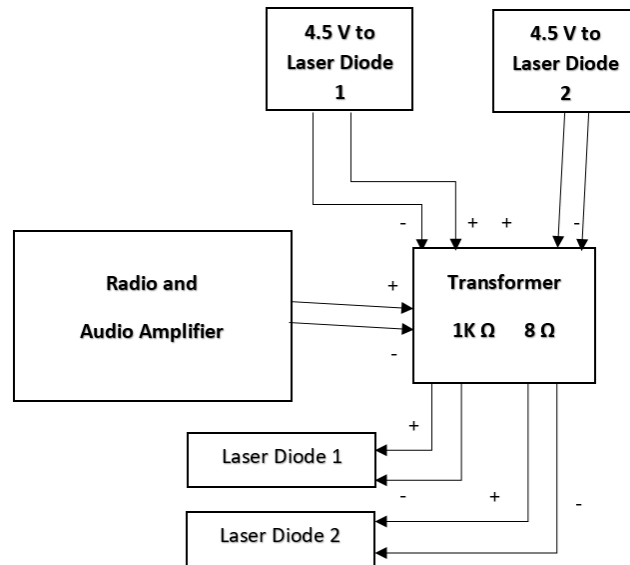 4.5 V to
Laser Diode
1
4.5 V to
Laser Diode
2
- + + -
Radio and
Audio Amplifier
+
-
Transformer
1K Ω 8 Ω
+
Laser Diode 1
- + -
Laser Diode 2